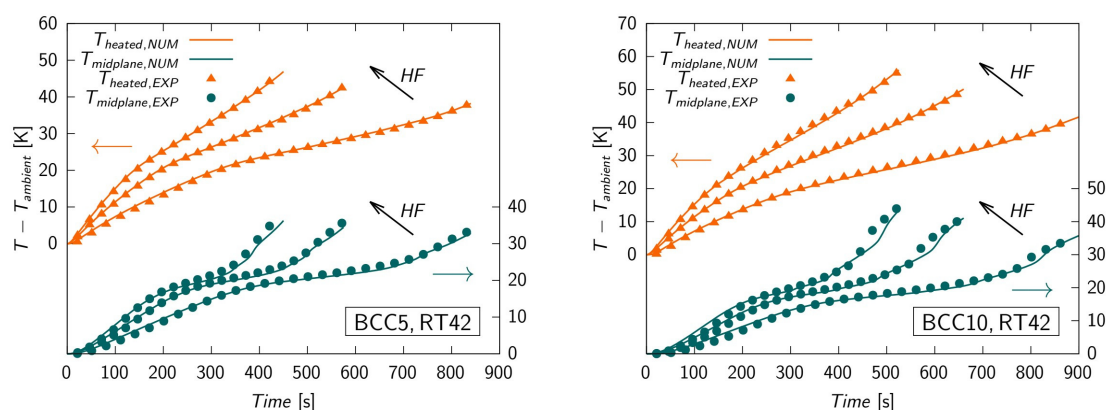 60
50
40
30
20
10
0
T − T_ambient [K]
T_heated,NUM
T_midplane,NUM
T_heated,EXP
T_midplane,EXP
HF
HF
40
30
20
10
0
BCC5, RT42
0 100 200 300 400 500 600 700 800 900
Time [s]
70
60
50
40
30
20
10
0
T − T_ambient [K]
T_heated,NUM
T_midplane,NUM
T_heated,EXP
T_midplane,EXP
HF
HF
50
40
30
20
10
0
BCC10, RT42
0 100 200 300 400 500 600 700 800 900
Time [s]